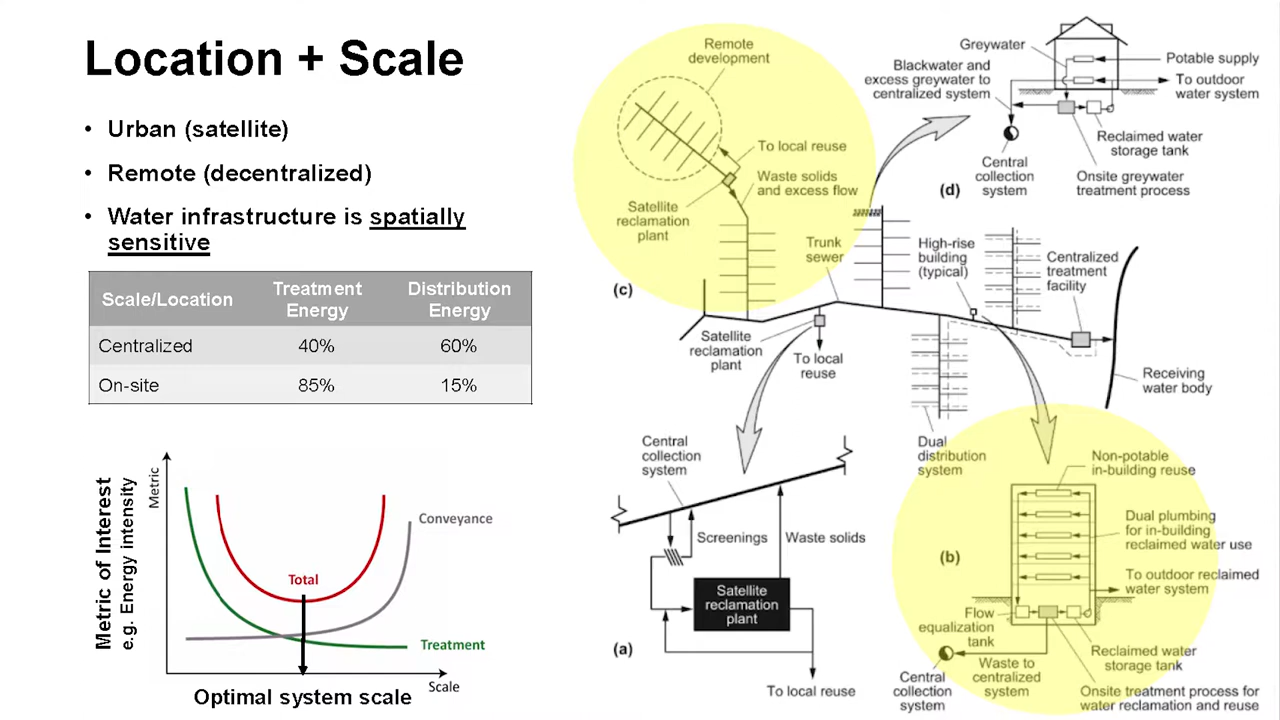 Location + Scale
• Urban (satellite)
• Remote (decentralized)
• Water infrastructure is spatially
sensitive
Scale/Location
Treatment
Energy
Distribution
Energy
Centralized
40%
60%
On-site
85%
15%
Metric of Interest
e.g. Energy intensity
Metric
Conveyance
Total
Treatment
Scale
Optimal system scale
Remote
development
To local reuse
Waste solids
and excess flow
Satellite
reclamation
plant
(c)
Greywater
Blackwater and
excess greywater to
centralized system
Potable supply
To outdoor
water system
Reclaimed water
storage tank
Central
collection
system
Onsite greywater
treatment process
(d)
Trunk
sewer
High-rise
building
(typical)
Centralized
treatment
facility
Satellite
reclamation
plant
To local
reuse
Receiving
water body
Dual
distribution
system
Central
collection
system
Screenings
Waste solids
Satellite
reclamation
plant
(a)
To local reuse
Non-potable
in-building reuse
Dual plumbing
for in-building
reclaimed water use
(b)
To outdoor reclaimed
water system
Flow
equalization
tank
Reclaimed water
storage tank
Waste to
centralized
system
Central
collection
system
Onsite treatment process for
water reclamation and reuse